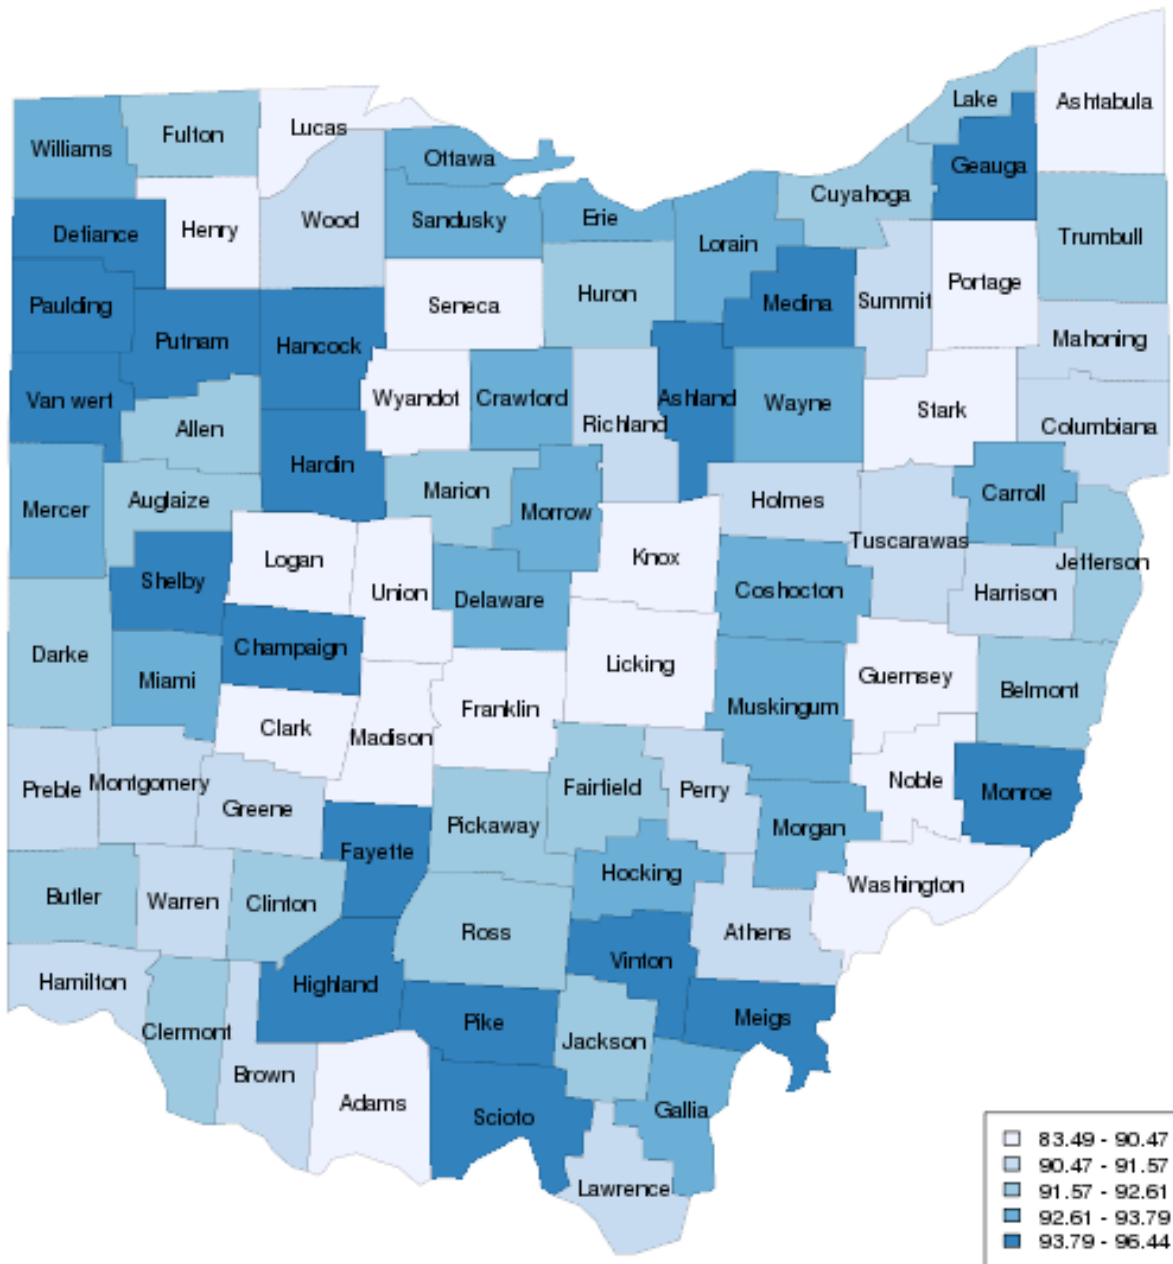 Ashtabula
Lake
Lucas
Fulton
Williams
Ottawa
Geauga
Cuyahoga
Erie
Sandusky
Wood
Henry
Defiance
Trumbull
Lorain
Portage
Huron
Summit
Medina
Seneca
Paulding
Putnam
Hancock
Mahoning
Wyandot
Crawford
Ashland
Wayne
Van wert
Stark
Richland
Columbiana
Allen
Hardin
Marion
Carroll
Auglaize
Holmes
Mercer
Morrow
Tuscarawas
Knox
Logan
Jefferson
Shelby
Coshocton
Union
Harrison
Delaware
Champaign
Darke
Licking
Guernsey
Miami
Belmont
Muskingum
Franklin
Clark
Madison
Noble
Montgomery
Fairfield
Preble
Perry
Monroe
Greene
Pickaway
Morgan
Fayette
Hocking
Washington
Butler
Warren
Clinton
Ross
Athens
Vinton
Hamilton
Highland
Meigs
Pike
Clermont
Jackson
Brown
Adams
Gallia
Scioto
Lawrence
83.49 - 90.47
90.47 - 91.57
91.57 - 92.61
92.61 - 93.79
93.79 - 96.44